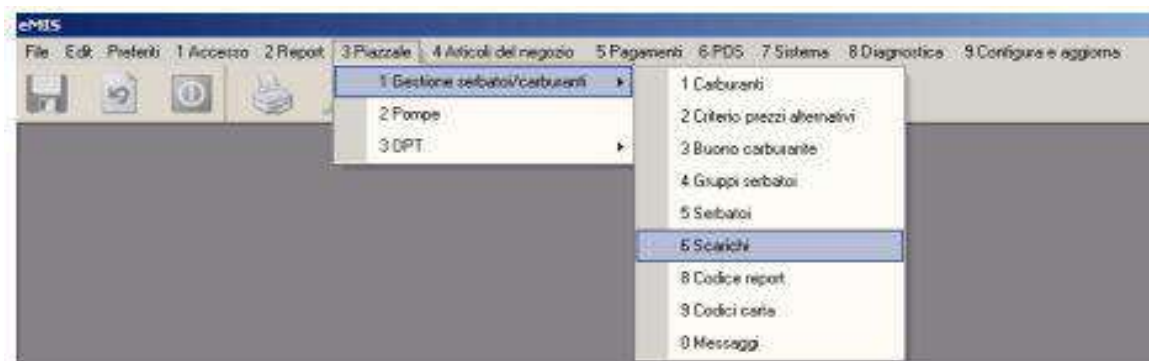 eMIS
File Edit Preferiti 1 Accesso 2 Report 3 Piazzale 4 Articoli del negozio 5 Pagamenti 6 PDS 7 Sistema 8 Diagnostica 9 Configura e aggiorna
1 Gestione serbatoi/carburanti
2 Pompe
3 OPT
1 Carburanti
2 Criterio prezzi alternativi
3 Buono carburante
4 Gruppi serbatoi
5 Serbatoi
6 Scarichi
8 Codice report
9 Codici carta
0 Messaggi